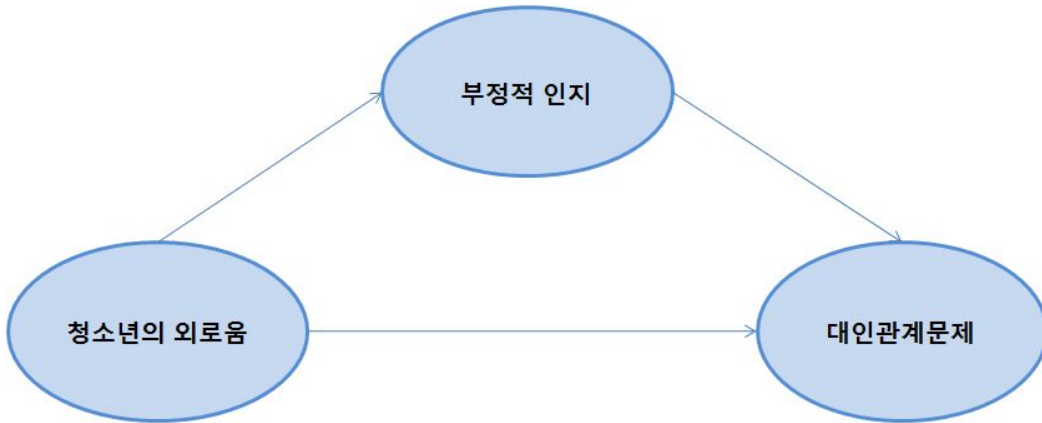 부정적 인지
청소년의 외로움
대인관계문제